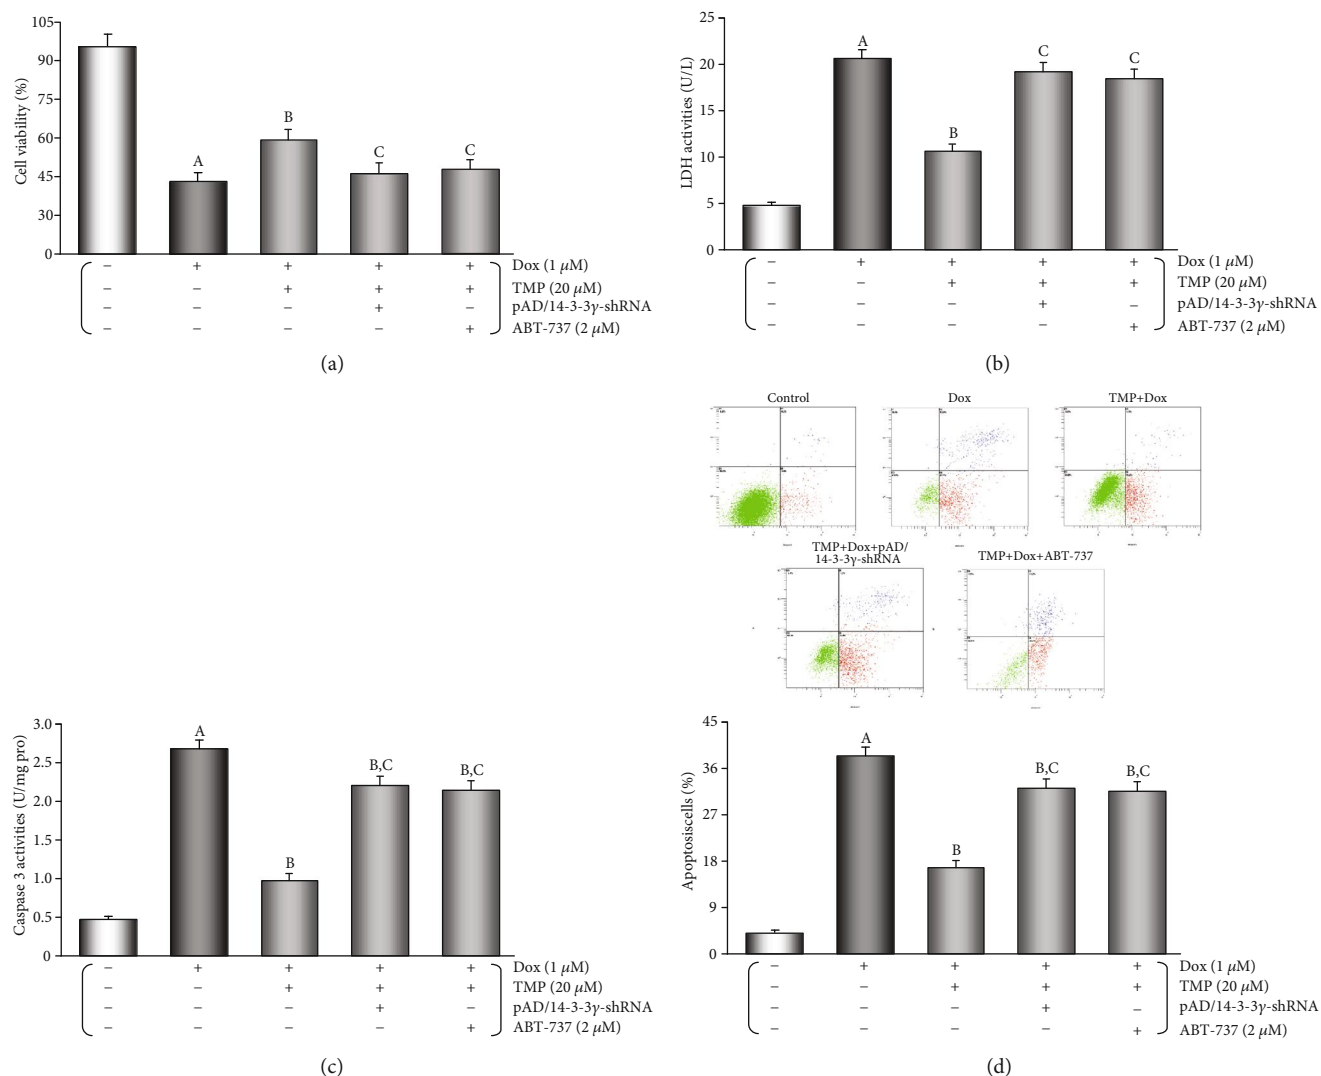 105
90
75
60
45
30
15
0
Cell viability (%)
A
B
C
C
− + + + + Dox (1 μM)
− − + + + TMP (20 μM)
− − − + − pAD/14-3-3γ-shRNA
− − − − + ABT-737 (2 μM)
(a)
25
20
15
10
5
0
LDH activities (U/L)
A
B
C
C
− + + + + Dox (1 μM)
− − + + + TMP (20 μM)
− − − + − pAD/14-3-3γ-shRNA
− − − − + ABT-737 (2 μM)
(b)
3.0
2.5
2.0
1.5
1.0
0.5
0
Caspase 3 activities (U/mg pro)
A
B
B,C
B,C
− + + + + Dox (1 μM)
− − + + + TMP (20 μM)
− − − + − pAD/14-3-3γ-shRNA
− − − − + ABT-737 (2 μM)
(c)
Control
Dox
TMP+Dox
TMP+Dox+pAD/
14-3-3γ-shRNA
TMP+Dox+ABT-737
45
36
27
18
9
0
Apoptosiscells (%)
A
B
B,C
B,C
− + + + + Dox (1 μM)
− − + + + TMP (20 μM)
− − − + − pAD/14-3-3γ-shRNA
− − − − + ABT-737 (2 μM)
(d)